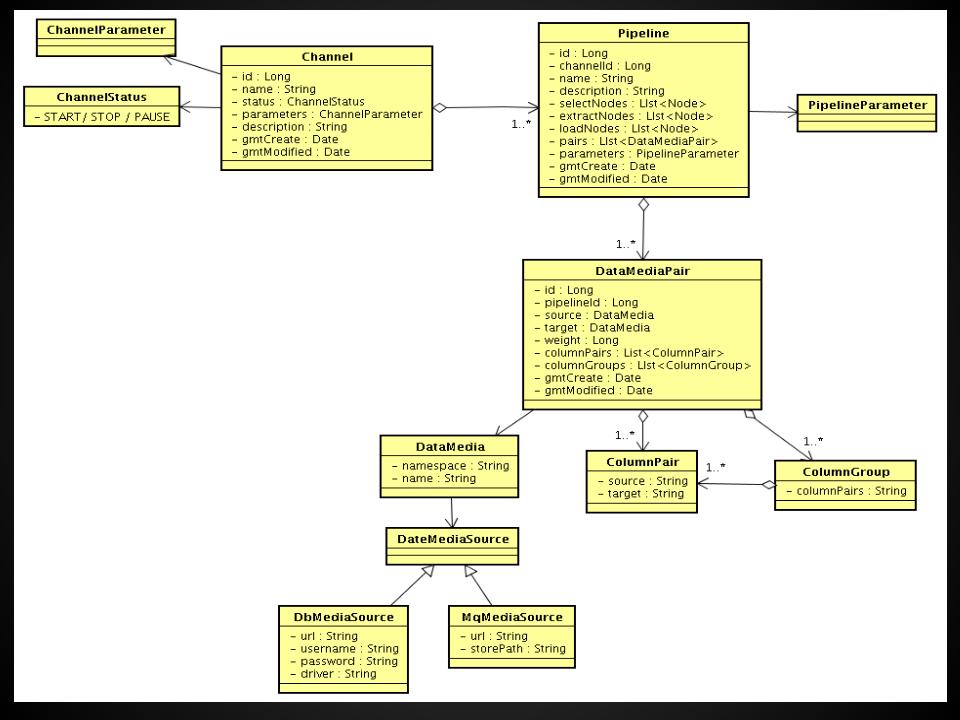 ChannelParameter
Channel
- id : Long
- name : String
- status : ChannelStatus
- parameters : ChannelParameter
- description : String
- gmtCreate : Date
- gmtModified : Date
ChannelStatus
- START/ STOP / PAUSE
1..*
Pipeline
- id : Long
- channelId : Long
- name : String
- description : String
- selectNodes : LIst<Node>
- extractNodes : LIst<Node>
- loadNodes : LIst<Node>
- pairs : LIst<DataMediaPair>
- parameters : PipelineParameter
- gmtCreate : Date
- gmtModified : Date
PipelineParameter
1..*
DataMediaPair
- id : Long
- pipelineId : Long
- source : DataMedia
- target : DataMedia
- weight : Long
- columnPairs : List<ColumnPair>
- columnGroups : LIst<ColumnGroup>
- gmtCreate : Date
- gmtModified : Date
1..*
1..*
DataMedia
- namespace : String
- name : String
ColumnPair
- source : String
- target : String
1..*
ColumnGroup
- columnPairs : String
DateMediaSource
DbMediaSource
- url : String
- username : String
- password : String
- driver : String
MqMediaSource
- url : String
- storePath : String